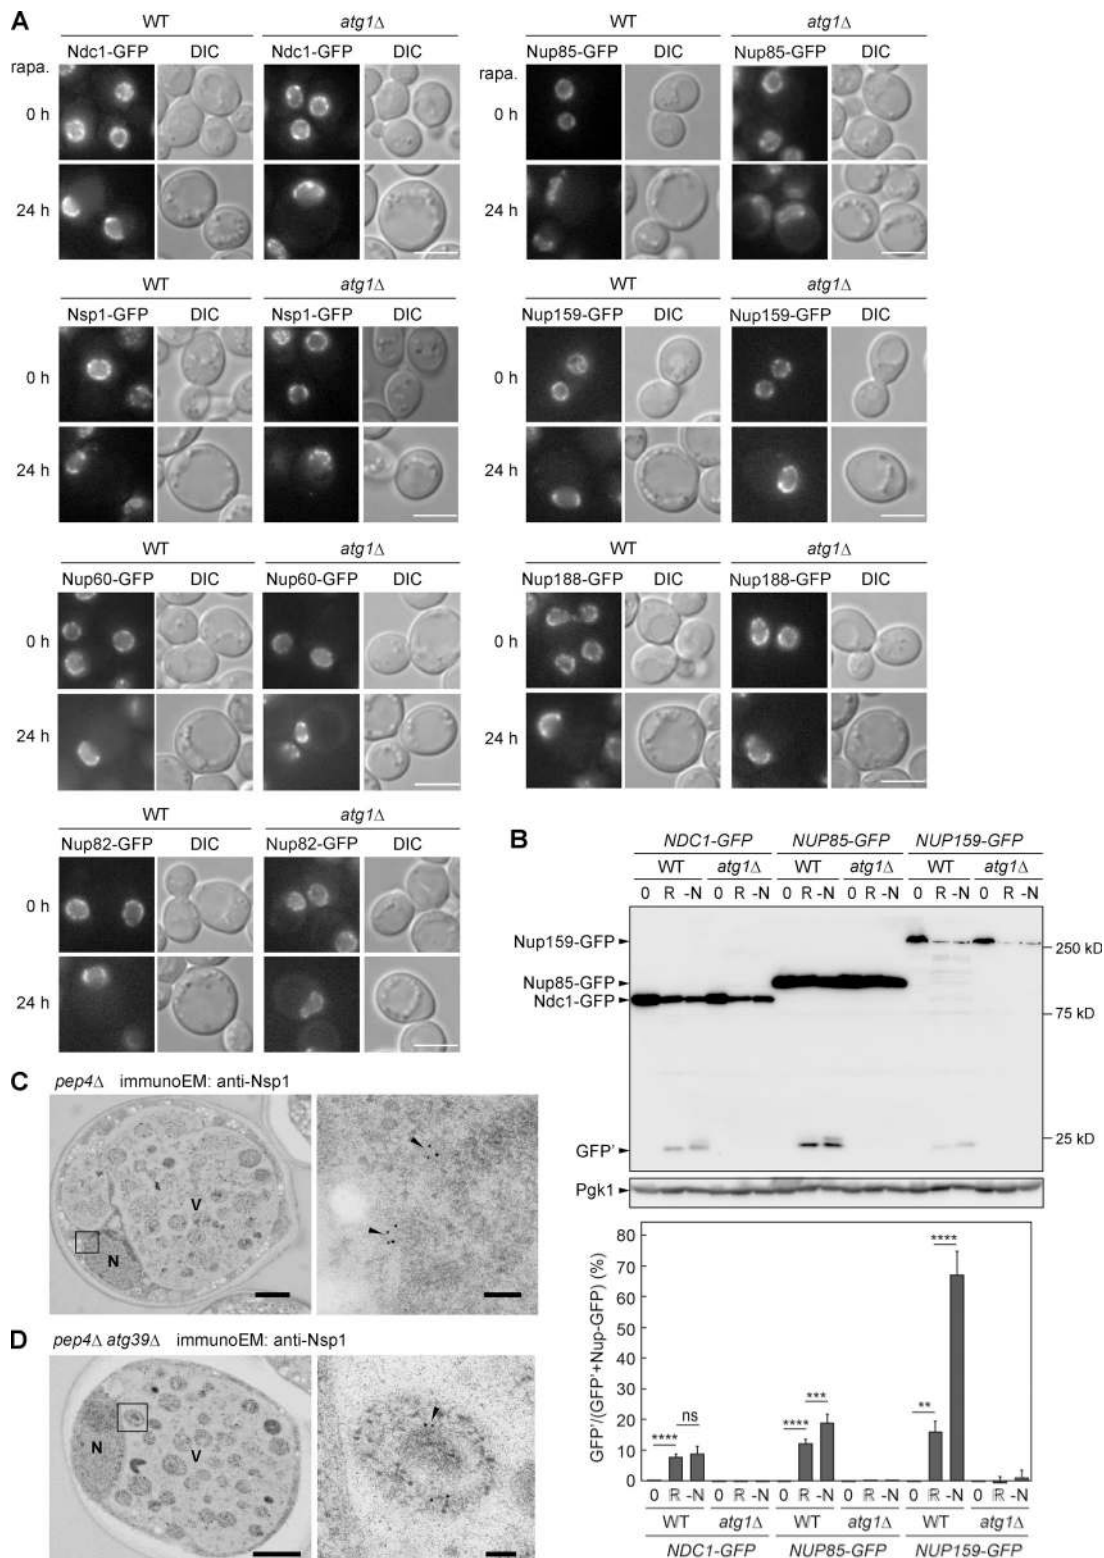 A
WT atg1Δ
Ndc1-GFP DIC Ndc1-GFP DIC
rapa.
0 h
24 h
WT atg1Δ
Nup85-GFP DIC Nup85-GFP DIC
rapa.
0 h
24 h
WT atg1Δ
Nsp1-GFP DIC Nsp1-GFP DIC
0 h
24 h
WT atg1Δ
Nup159-GFP DIC Nup159-GFP DIC
0 h
24 h
WT atg1Δ
Nup60-GFP DIC Nup60-GFP DIC
0 h
24 h
WT atg1Δ
Nup188-GFP DIC Nup188-GFP DIC
0 h
24 h
WT atg1Δ
Nup82-GFP DIC Nup82-GFP DIC
0 h
24 h
B
NDC1-GFP NUP85-GFP NUP159-GFP
WT atg1Δ WT atg1Δ WT atg1Δ
0 R -N 0 R -N 0 R -N 0 R -N 0 R -N 0 R -N
Nup159-GFP
250 kD
Nup85-GFP
Ndc1-GFP
75 kD
25 kD
GFP'
Pgk1
GFP'/(GFP'+Nup-GFP) (%)
80
70
60
50
40
30
20
10
0
**** ns
**** ***
** ****
0 R -N 0 R -N 0 R -N 0 R -N 0 R -N 0 R -N
WT atg1Δ WT atg1Δ WT atg1Δ
NDC1-GFP NUP85-GFP NUP159-GFP
C
pep4Δ immunoEM: anti-Nsp1
V
N
D
pep4Δ atg39Δ immunoEM: anti-Nsp1
N
V